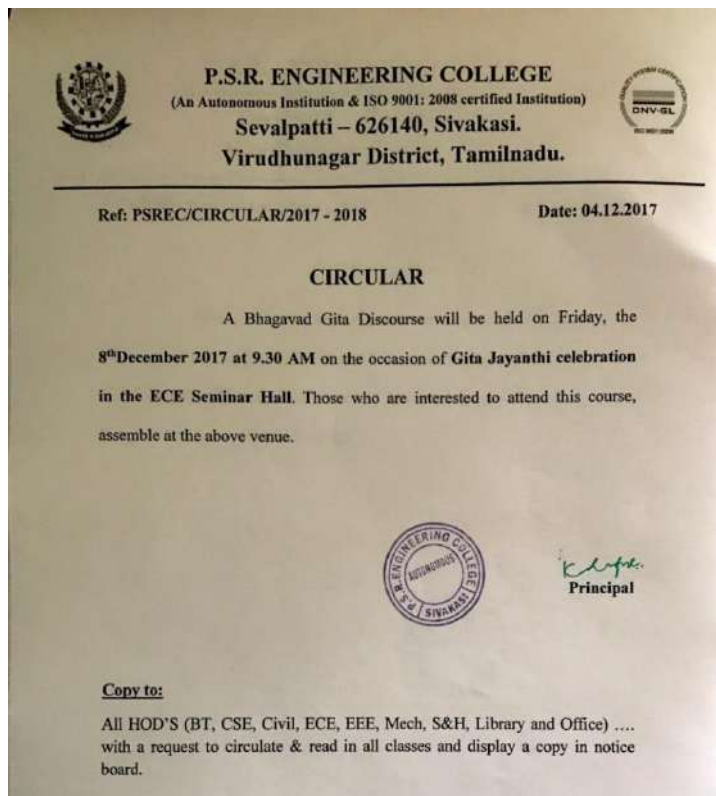 P.S.R. ENGINEERING COLLEGE
(An Autonomous Institution & ISO 9001: 2008 certified Institution)
Sevalpatti – 626140, Sivakasi.
Virudhunagar District, Tamilnadu.
DNV·GL
Ref: PSREC/CIRCULAR/2017 - 2018
Date: 04.12.2017
CIRCULAR
A Bhagavad Gita Discourse will be held on Friday, the
8thDecember 2017 at 9.30 AM on the occasion of Gita Jayanthi celebration
in the ECE Seminar Hall. Those who are interested to attend this course,
assemble at the above venue.
P.S.R. ENGINEERING COLLEGE
AUTONOMOUS
SIVAKASI
Principal
Copy to:
All HOD'S (BT, CSE, Civil, ECE, EEE, Mech, S&H, Library and Office) ....
with a request to circulate & read in all classes and display a copy in notice
board.